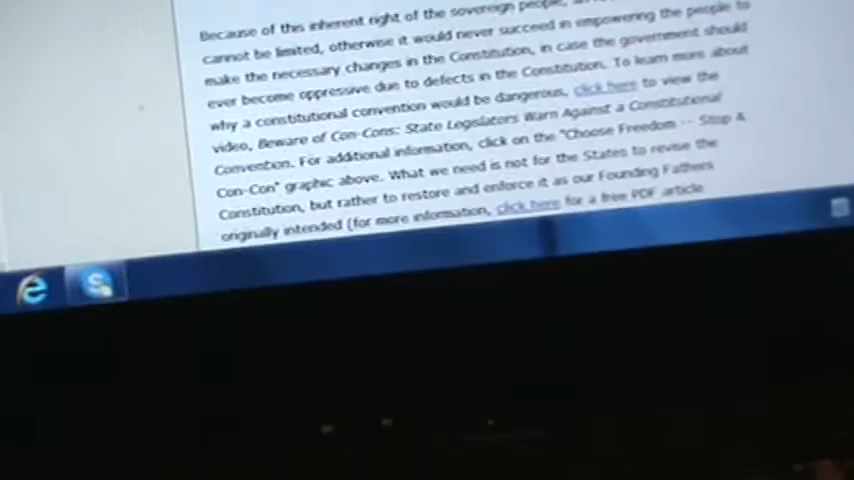 Because of this inherent right of the sovereign people,
cannot be limited, otherwise it would never succeed in empowering the people to
make the necessary changes in the Constitution, in case the government should
ever become oppressive due to defects in the Constitution. To learn more about
why a constitutional convention would be dangerous, click here to view the
video, Beware of Con-Cons: State Legislators Warn Against a Constitutional
Convention. For additional information, click on the "Choose Freedom -- Stop A
Con-Con" graphic above. What we need is not for the States to revise the
Constitution, but rather to restore and enforce it as our Founding Fathers
originally intended (for more information, click here for a free PDF article